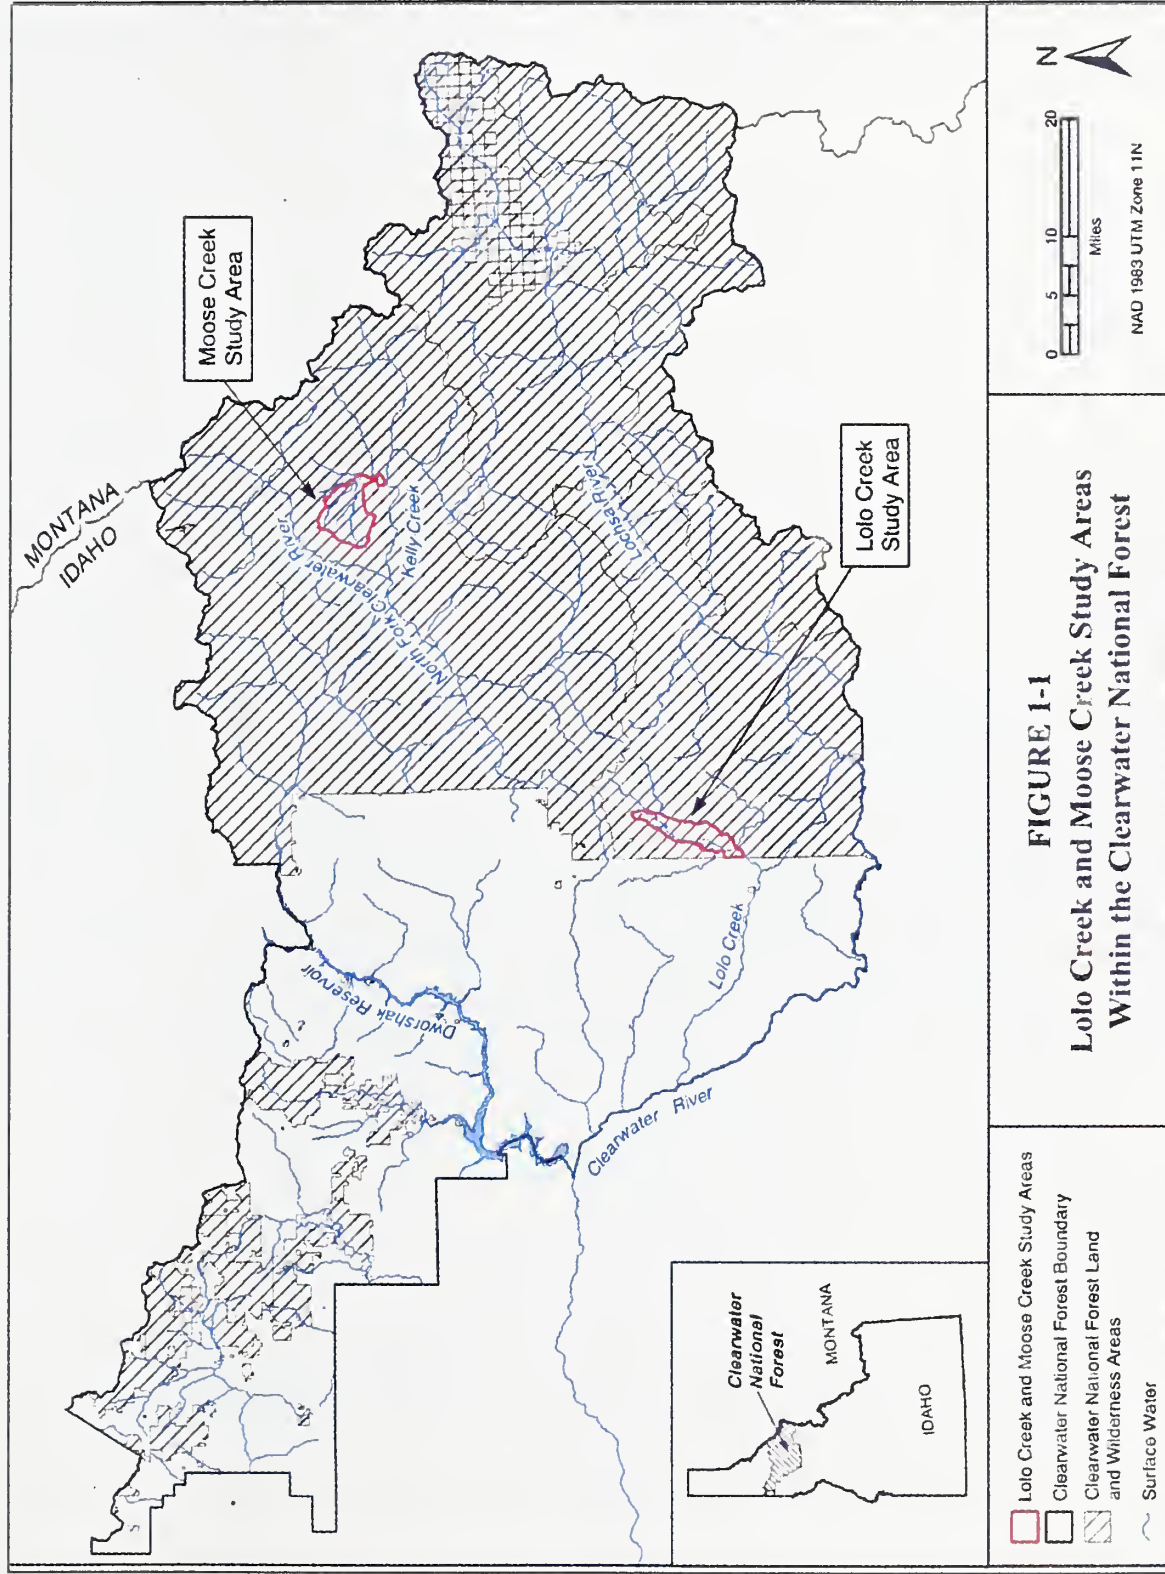 MONTANA
IDAHO
Moose Creek
Study Area
North Fork Clearwater River
Kelly Creek
Lochsa River
Lolo Creek
Study Area
Dworshak Reservoir
Lolo Creek
Clearwater River
Clearwater
National
Forest
MONTANA
IDAHO
Lolo Creek and Moose Creek Study Areas
Clearwater National Forest Boundary
Clearwater National Forest Land
and Wilderness Areas
Surface Water
FIGURE 1-1
Lolo Creek and Moose Creek Study Areas
Within the Clearwater National Forest
N
0 5 10 20
Miles
NAD 1983 UTM Zone 11N